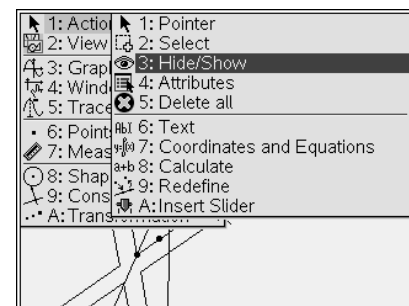 1: Actio
2: View
3: Grap
4: Wind
5: Trace
6: Point
7: Meas
8: Shap
9: Cons
A: Transformation
1: Pointer
2: Select
3: Hide/Show
4: Attributes
5: Delete all
6: Text
7: Coordinates and Equations
8: Calculate
9: Redefine
A: Insert Slider